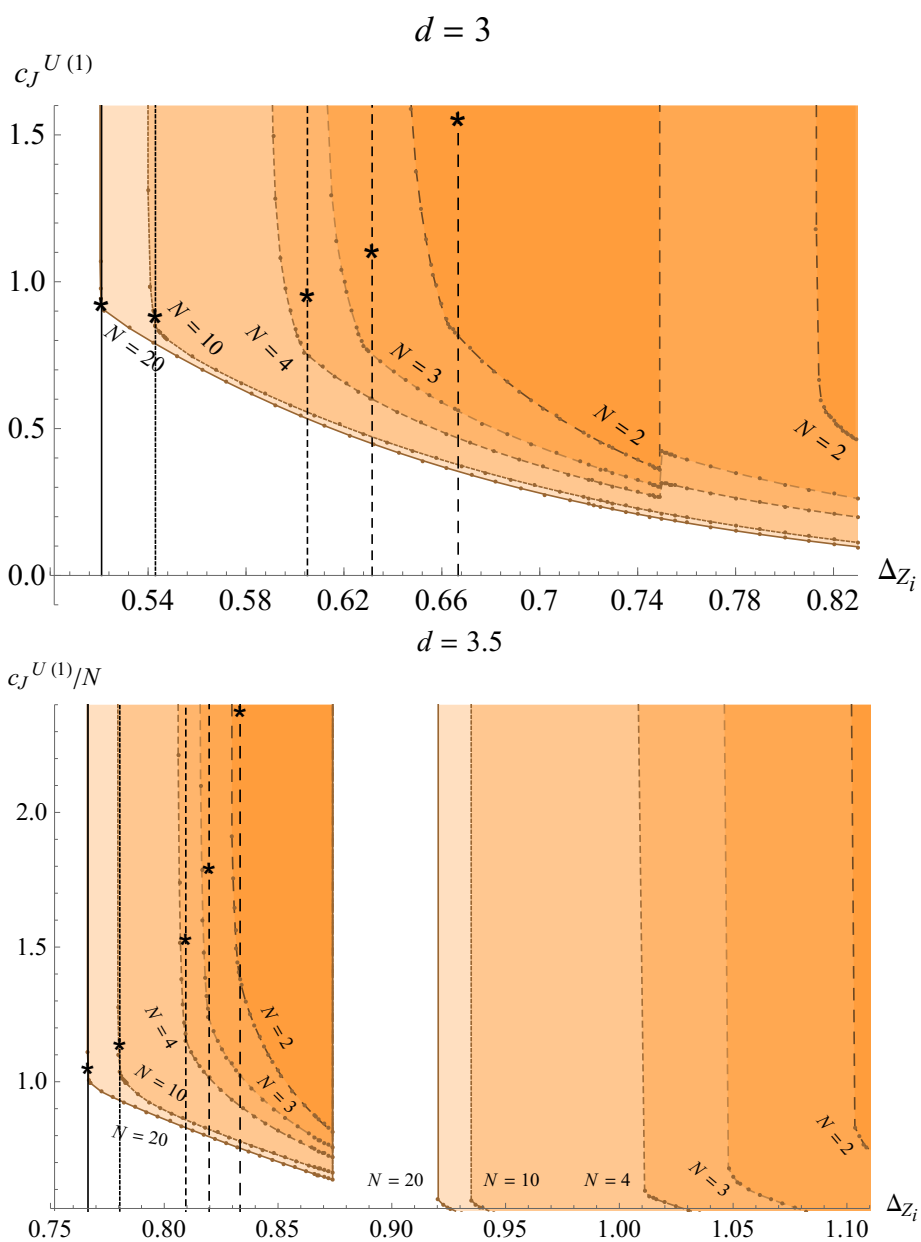 d = 3
c_J^{U(1)}
1.5
1.0
0.5
0.0
N = 20
N = 10
N = 4
N = 3
N = 2
N = 2
0.54 0.58 0.62 0.66 0.7 0.74 0.78 0.82
Δ_{Z_i}
d = 3.5
c_J^{U(1)}/N
2.0
1.5
1.0
N = 4
N = 2
N = 10
N = 3
N = 20
N = 20
N = 10
N = 4
N = 3
N = 2
0.75 0.80 0.85 0.90 0.95 1.00 1.05 1.10
Δ_{Z_i}